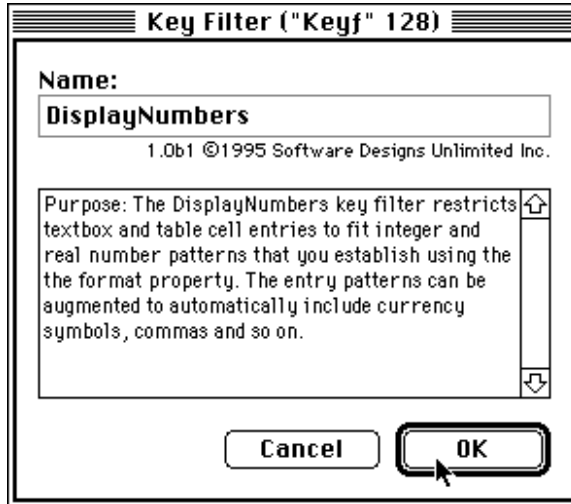 Key Filter ("Keyf" 128)
Name:
DisplayNumbers
1.0b1 ©1995 Software Designs Unlimited Inc.
Purpose: The DisplayNumbers key filter restricts
textbox and table cell entries to fit integer and
real number patterns that you establish using the
the format property. The entry patterns can be
augmented to automatically include currency
symbols, commas and so on.
Cancel
OK